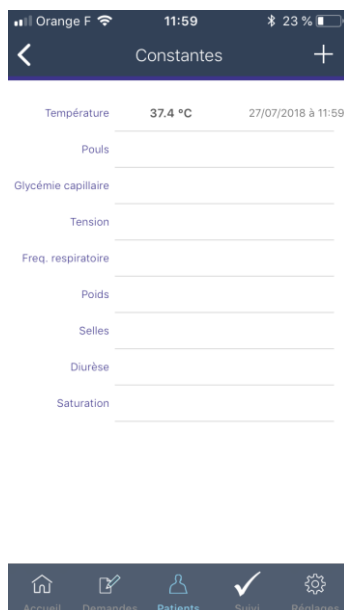 Orange F 11:59 23 %
Constantes
Température 37.4 °C 27/07/2018 à 11:59
Pouls
Glycémie capillaire
Tension
Freq. respiratoire
Poids
Selles
Diurèse
Saturation
Accueil Demandes Patients Suivi Réglages